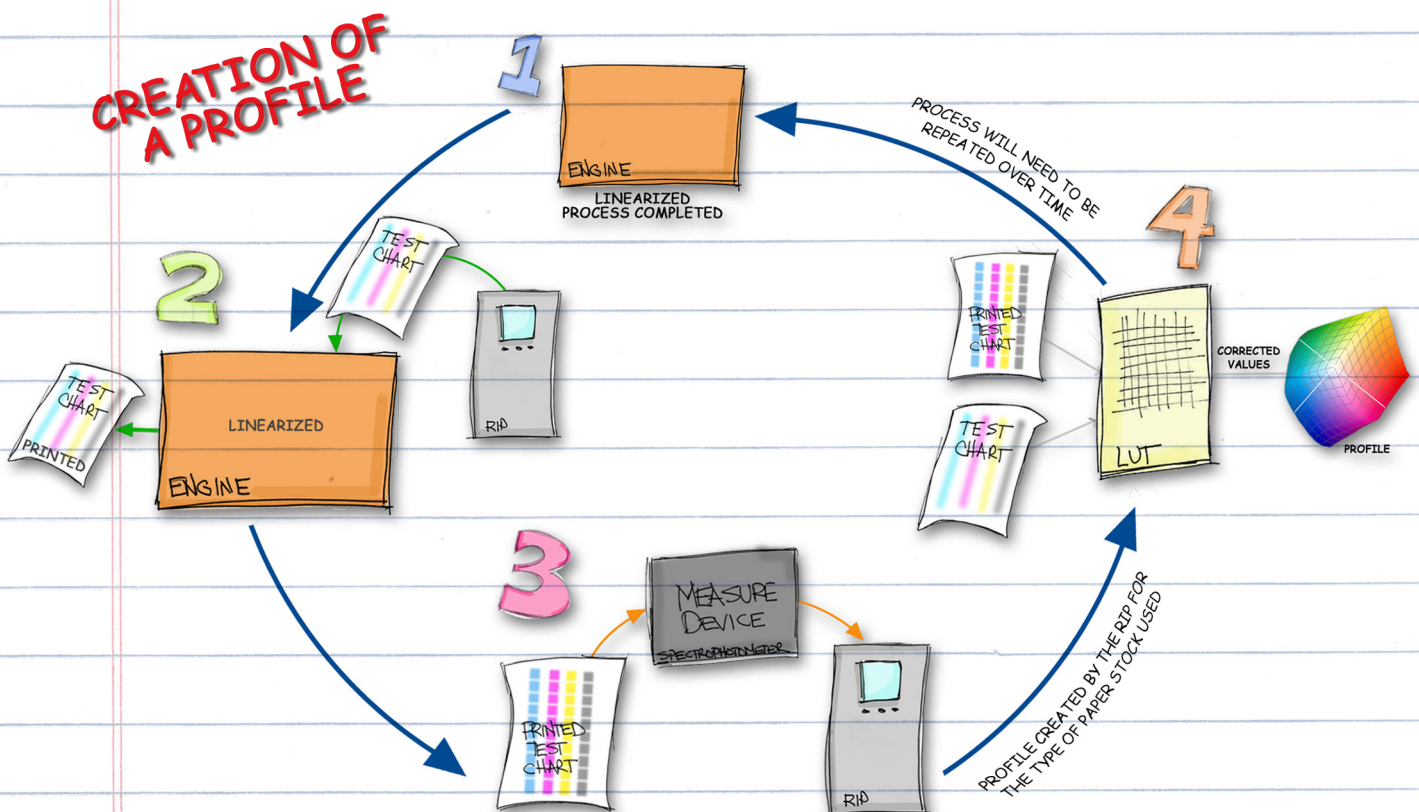 CREATION OF
A PROFILE
1
ENGINE
LINEARIZED
PROCESS COMPLETED
PROCESS WILL NEED TO BE
REPEATED OVER TIME
2
TEST
CHART
RIP
TEST
CHART
PRINTED
LINEARIZED
ENGINE
3
PRINTED
TEST
CHART
MEASURE
DEVICE
SPECTROPHOTOMETER
RIP
PROFILE CREATED BY THE RIP FOR
THE TYPE OF PAPER STOCK USED
4
PRINTED
TEST
CHART
TEST
CHART
LUT
CORRECTED
VALUES
PROFILE